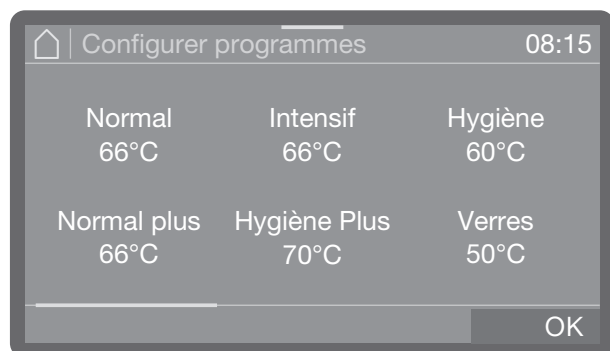 Configurer programmes 08:15
Normal Intensif Hygiène
66°C 66°C 60°C
Normal plus Hygiène Plus Verres
66°C 70°C 50°C
OK